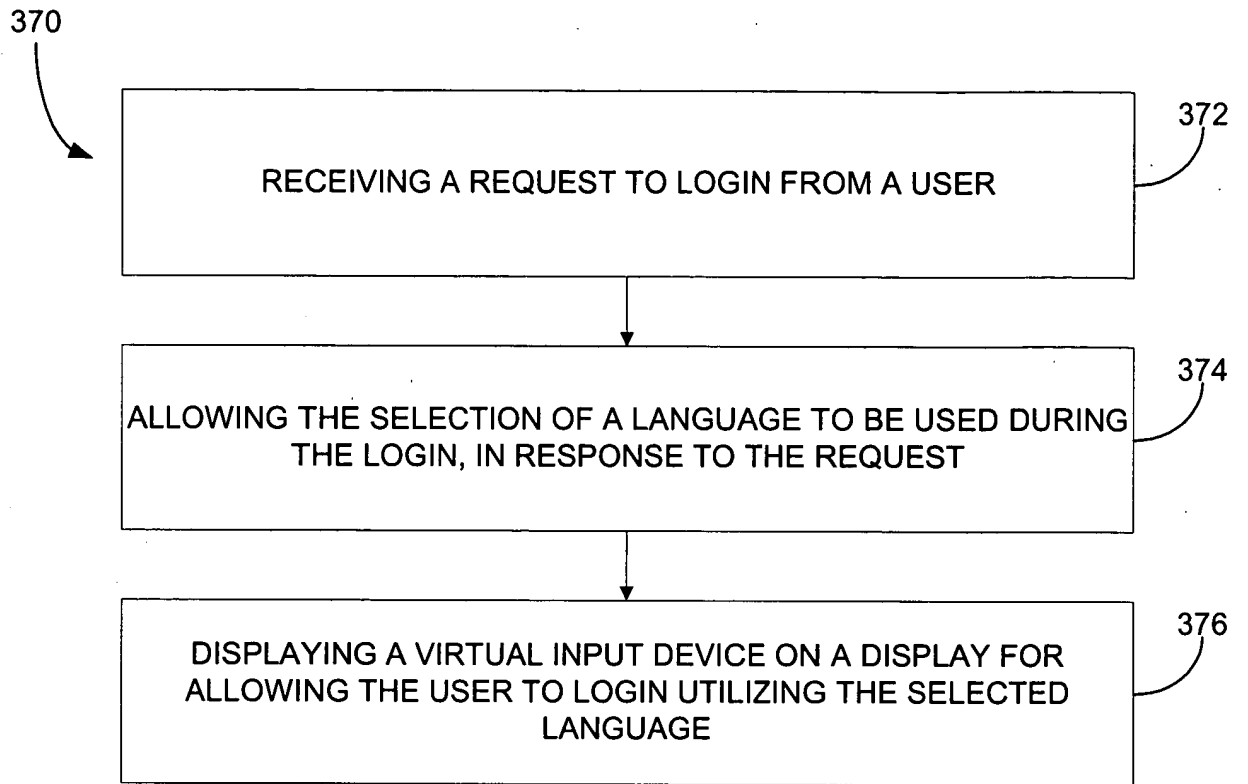 370
372
RECEIVING A REQUEST TO LOGIN FROM A USER
374
ALLOWING THE SELECTION OF A LANGUAGE TO BE USED DURING
THE LOGIN, IN RESPONSE TO THE REQUEST
376
DISPLAYING A VIRTUAL INPUT DEVICE ON A DISPLAY FOR
ALLOWING THE USER TO LOGIN UTILIZING THE SELECTED
LANGUAGE